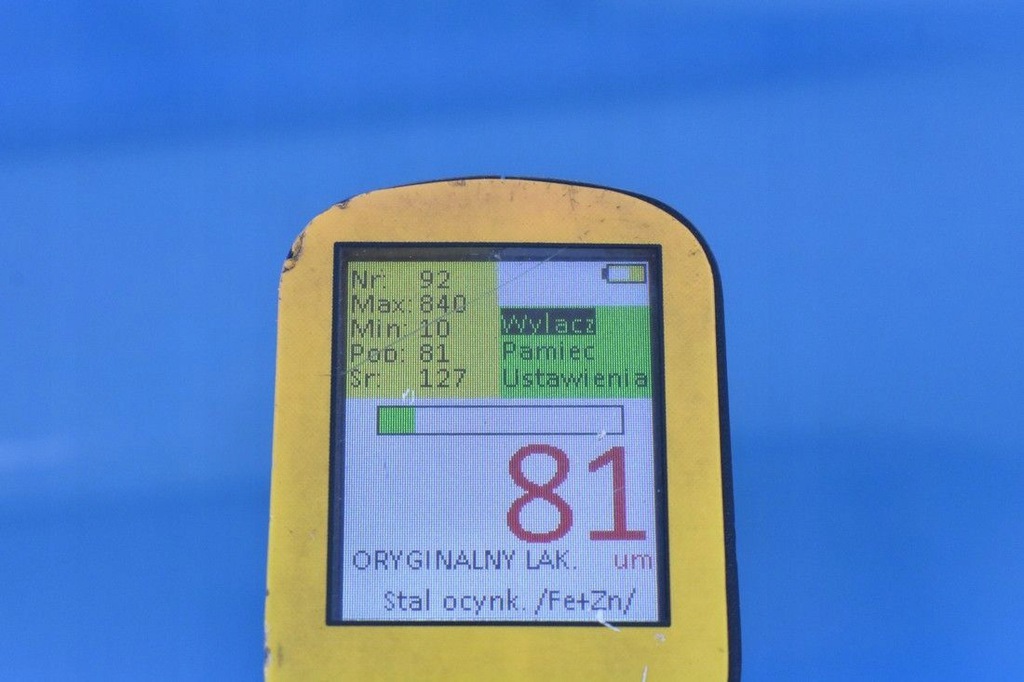 Nr: 92
Max: 840
Min: 10
Pop: 81
Sr: 127
Wylacz
Pamiec
Ustawienia
81
ORYGINALNY LAK. um
Stal ocynk. /Fe+Zn/